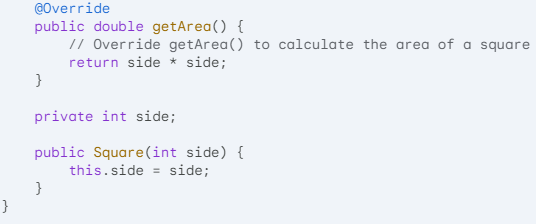 @Override
public double getArea() {
// Override getArea() to calculate the area of a square
return side * side;
}
private int side;
public Square(int side) {
this.side = side;
}
}